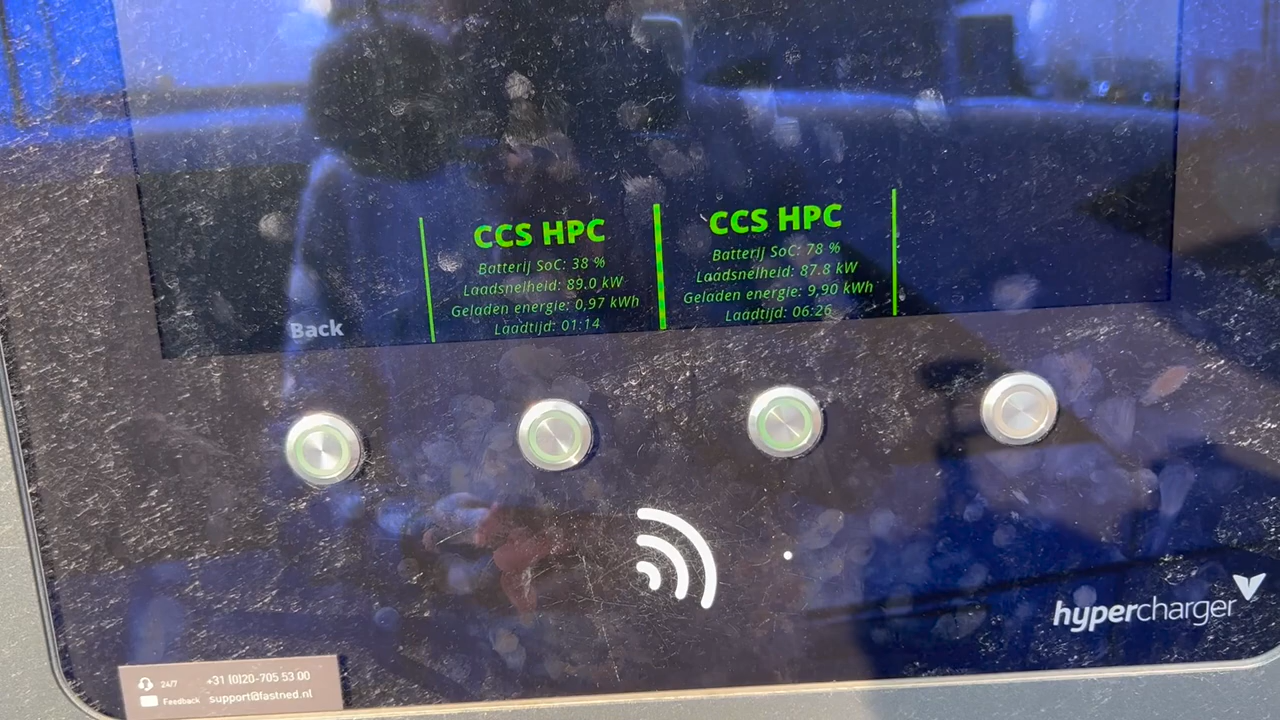 CCS HPC
Batterij SoC: 38 %
Laadsnelheid: 89.0 kW
Geladen energie: 0,97 kWh
Laadtijd: 01:14
CCS HPC
Batterij SoC: 78 %
Laadsnelheid: 87.8 kW
Geladen energie: 9,90 kWh
Laadtijd: 06:26
Back
hypercharger
24/7 +31 (0)20-705 53 00
Feedback support@fastned.nl